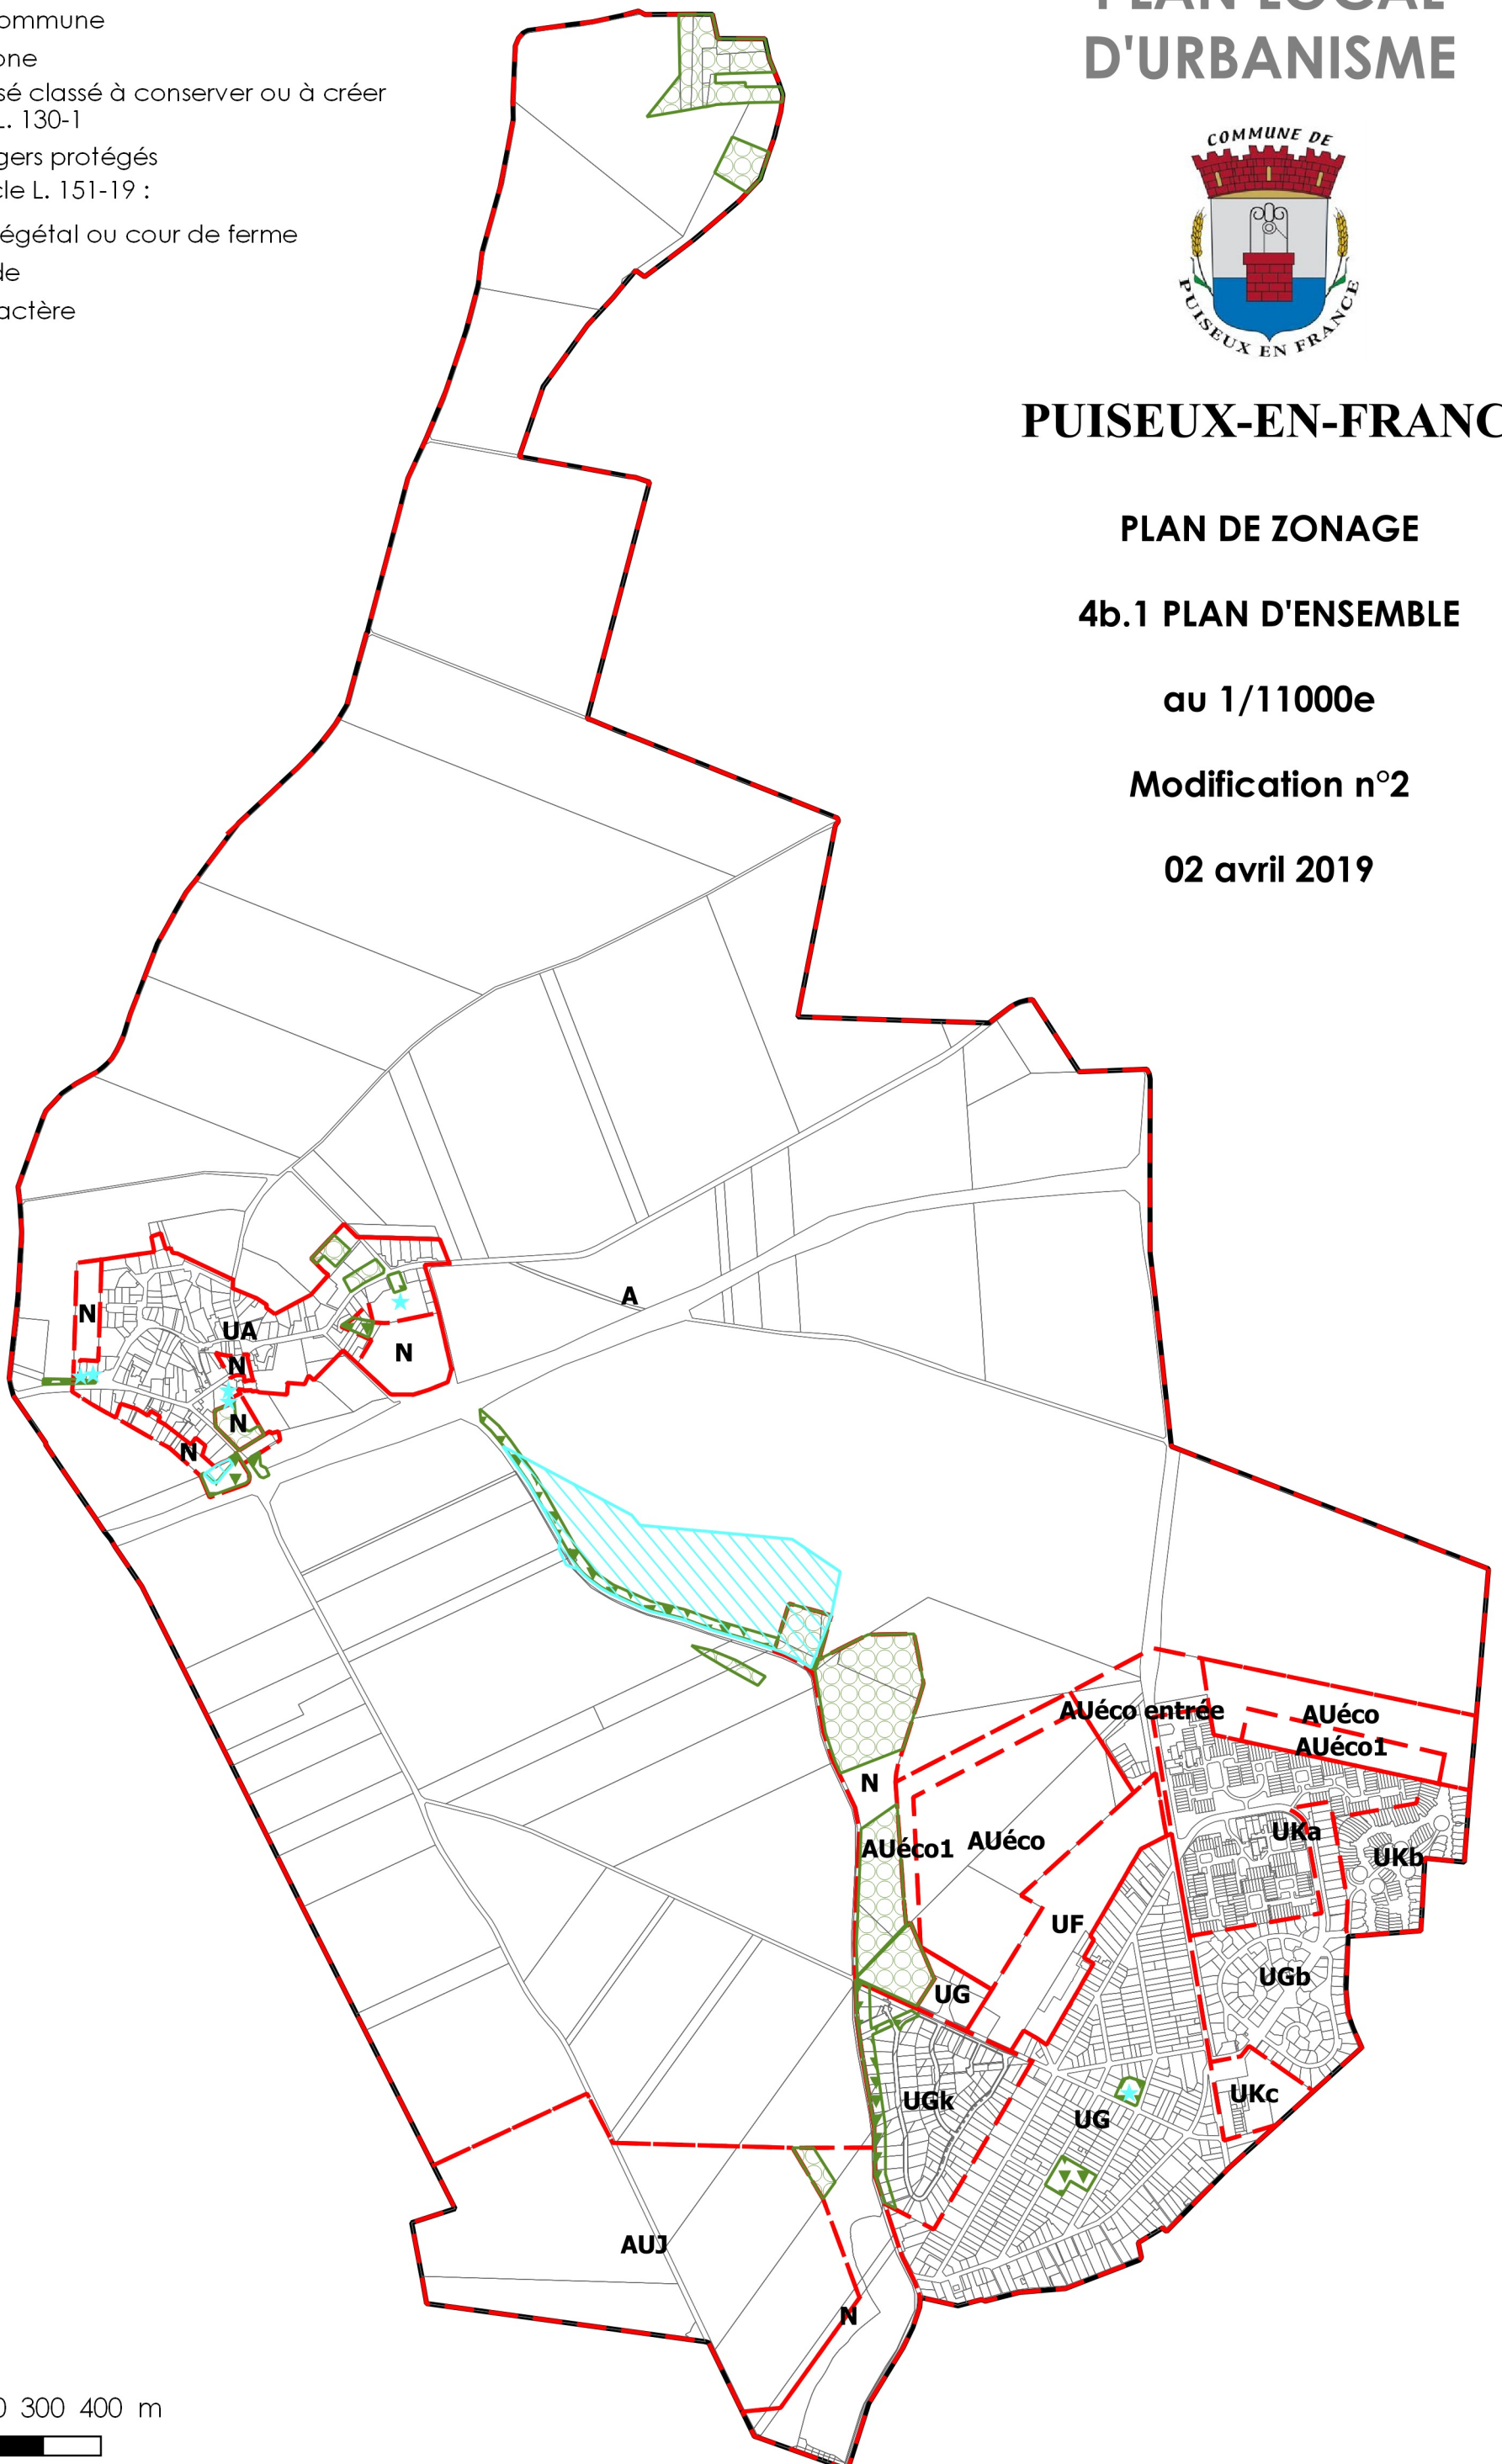 ommune
one
sé classé à conserver ou à créer
L. 130-1
gers protégés
cle L. 151-19 :
égétal ou cour de ferme
de
actère
PLAN LOCAL
D'URBANISME
COMMUNE DE
PUISEUX EN FRANCE
PUISEUX-EN-FRANC
PLAN DE ZONAGE
4b.1 PLAN D'ENSEMBLE
au 1/11000e
Modification n°2
02 avril 2019
A
N
UA
N
N
N
N
AUéco entrée
AUéco
AUéco1
N
UKa
AUéco1
AUéco
UKb
UF
UGb
UG
UKc
UGk
UG
AUJ
N
0 300 400 m